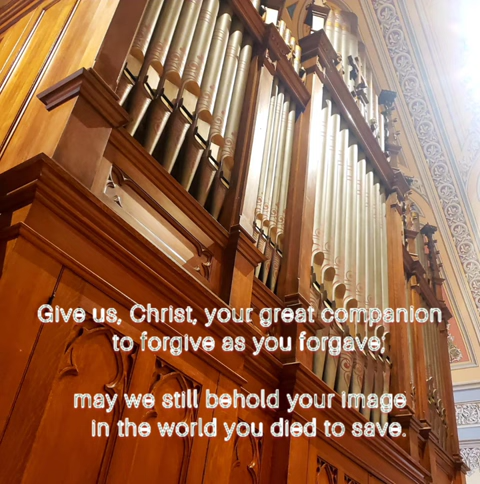 Give us, Christ, your great companion
to forgive as you forgave;
may we still behold your image
in the world you died to save.